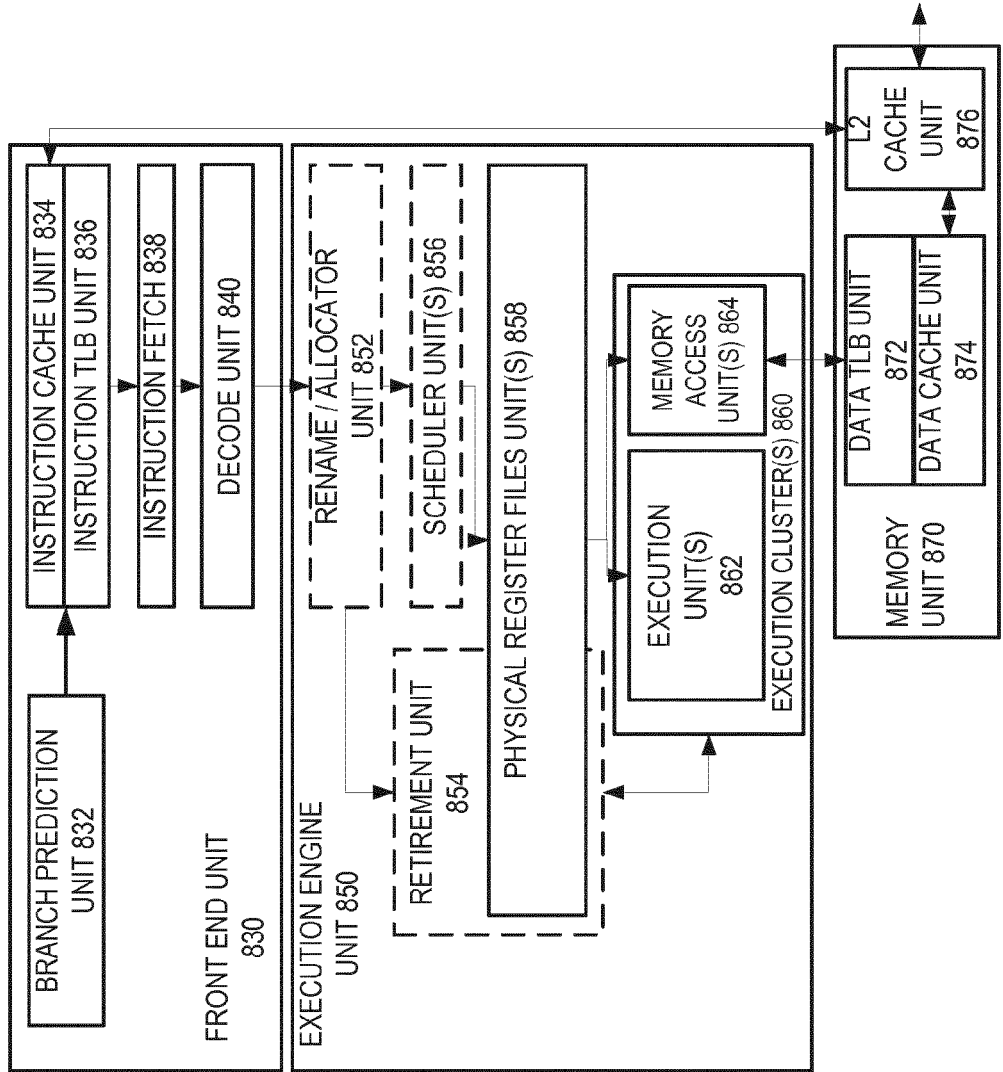 BRANCH PREDICTION
UNIT 832
INSTRUCTION CACHE UNIT 834
INSTRUCTION TLB UNIT 836
INSTRUCTION FETCH 838
DECODE UNIT 840
FRONT END UNIT
830
EXECUTION ENGINE
UNIT 850
RENAME / ALLOCATOR
UNIT 852
SCHEDULER UNIT(S) 856
RETIREMENT UNIT
854
PHYSICAL REGISTER FILES UNIT(S) 858
EXECUTION
UNIT(S)
862
MEMORY
ACCESS
UNIT(S) 864
EXECUTION CLUSTER(S) 860
MEMORY
UNIT 870
DATA TLB UNIT
872
DATA CACHE UNIT
874
L2
CACHE
UNIT
876